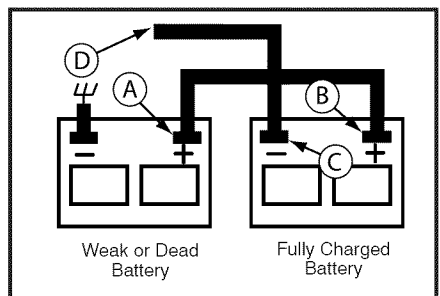 D
A
B
C
− + − +
Weak or Dead
Battery
Fully Charged
Battery